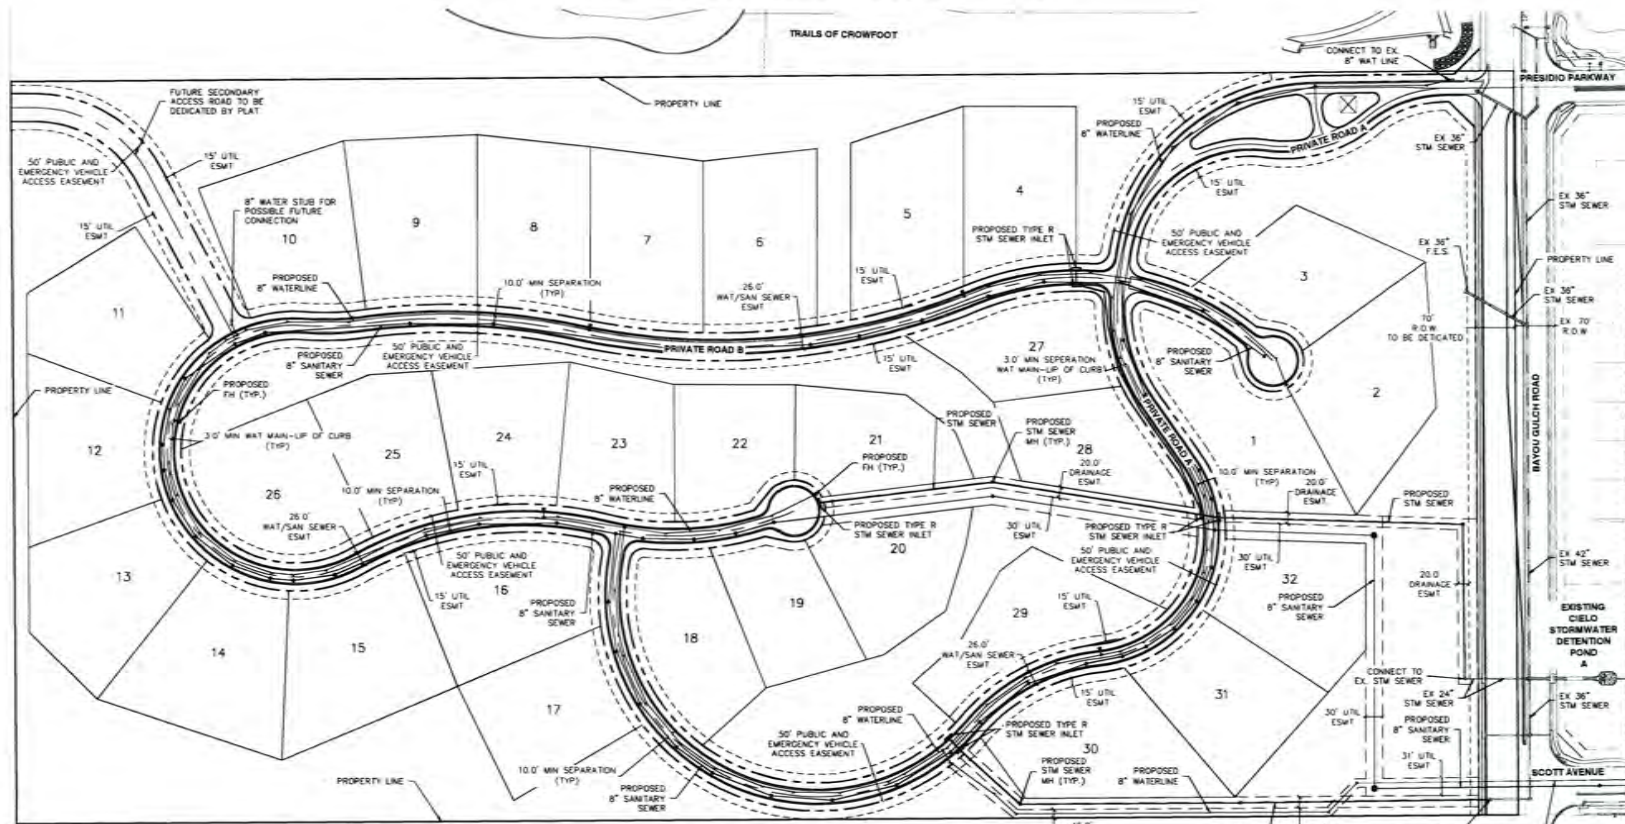 TRAILS OF CROWFOOT
CONNECT TO EX.
8" WAT LINE
PRESIDIO PARKWAY
FUTURE SECONDARY
ACCESS ROAD TO BE
DEDICATED BY PLAT
PROPERTY LINE
15' UTIL
ESMT
PROPOSED
8" WATERLINE
PRIVATE ROAD A
EX 36"
STM SEWER
50' PUBLIC AND
EMERGENCY VEHICLE
ACCESS EASEMENT
15' UTIL
ESMT
15' UTIL
ESMT
EX 36"
STM SEWER
8" WATER STUB FOR
POSSIBLE FUTURE
CONNECTION
15' UTIL
ESMT
10
9
8
7
6
5
4
PROPOSED TYPE R
STM SEWER INLET
50' PUBLIC AND
EMERGENCY VEHICLE
ACCESS EASEMENT
EX 36"
F.E.S.
PROPERTY LINE
3
PROPOSED
8" WATERLINE
10.0' MIN SEPARATION
(TYP)
26.0'
WAT/SAN SEWER
ESMT
15' UTIL
ESMT
EX 36"
STM SEWER
11
70'
R.O.W.
TO BE DETICATED
EX 70'
R.O.W
PROPOSED
8" SANITARY
SEWER
50' PUBLIC AND
EMERGENCY VEHICLE
ACCESS EASEMENT
PRIVATE ROAD B
15' UTIL
ESMT
27
3.0' MIN SEPERATION
WAT MAIN-UP OF CURB
(TYP)
PROPOSED
8" SANITARY
SEWER
PROPERTY LINE
PROPOSED
FH (TYP.)
2
PRIVATE ROAD A
1
BAYOU GULCH ROAD
12
3.0' MIN WAT MAIN-UP OF CURB
(TYP)
25
24
23
22
21
PROPOSED
STM SEWER
PROPOSED
STM SEWER
MH (TYP.)
28
PROPOSED
FH (TYP.)
15' UTIL
ESMT
20.0'
DRAINAGE
ESMT.
10.0' MIN SEPARATION
(TYP)
20.0'
DRAINAGE
ESMT.
PROPOSED
STM SEWER
26
10.0' MIN SEPARATION
(TYP)
PROPOSED
8" WATERLINE
26.0'
WAT/SAN SEWER
ESMT
PROPOSED TYPE R
STM SEWER INLET
30' UTIL
ESMT
PROPOSED TYPE R
STM SEWER INLET
20
50' PUBLIC AND
EMERGENCY VEHICLE
ACCESS EASEMENT
50' PUBLIC AND
EMERGENCY VEHICLE
ACCESS EASEMENT
30' UTIL
ESMT
EX 42"
STM SEWER
13
16
32
20.0
DRAINAGE
ESMT
15' UTIL
ESMT
PROPOSED
8" SANITARY
SEWER
19
29
15' UTIL
ESMT
PROPOSED
8" SANITARY
SEWER
EXISTING
CIELO
STORMWATER
DETENTION
POND
A
14
15
18
26.0'
WAT/SAN SEWER
ESMT
CONNECT TO
EX. STM SEWER
31
15' UTIL
ESMT
EX 24"
STM SEWER
EX 36"
STM SEWER
17
PROPOSED
8" WATERLINE
PROPOSED TYPE R
STM SEWER INLET
30' UTIL
ESMT
PROPOSED
8" SANITARY
SEWER
50' PUBLIC AND
EMERGENCY VEHICLE
ACCESS EASEMENT
30
PROPOSED
STM SEWER
MH (TYP.)
PROPOSED
8" WATERLINE
31' UTIL
ESMT
SCOTT AVENUE
PROPERTY LINE
10.0' MIN SEPARATION
(TYP)
PROPOSED
8" SANITARY
SEWER